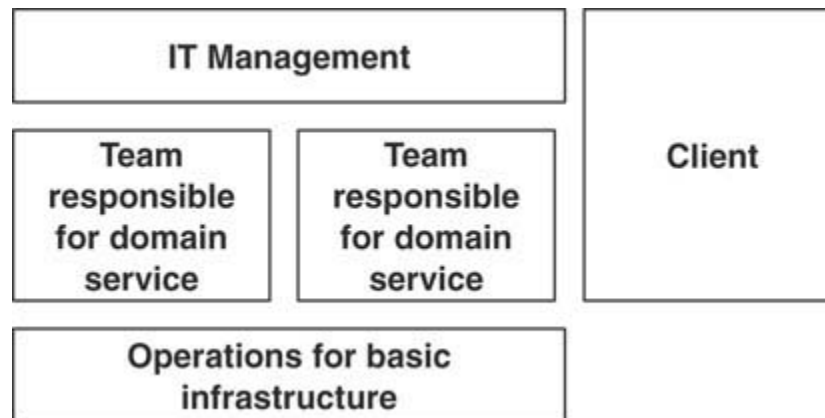 IT Management
Team
responsible
for domain
service
Team
responsible
for domain
service
Client
Operations for basic
infrastructure